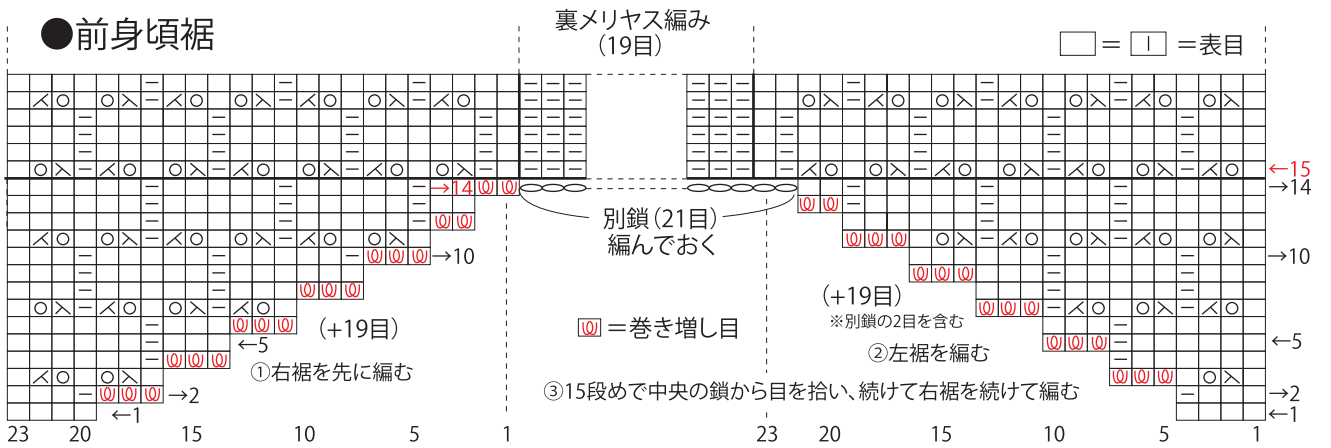 ●前身頃裾
裏メリヤス編み
(19目)
□ = I =表目
←15
→14
→14
別鎖(21目)
編んでおく
→10
→10
(+19目)
※別鎖の2目を含む
(+19目)
=巻き増し目
←5
←5
①右裾を先に編む
②左裾を編む
③15段めで中央の鎖から目を拾い、続けて右裾を続けて編む
→2
→2
←1
←1
23 20 15 10 5 1
23 20 15 10 5 1